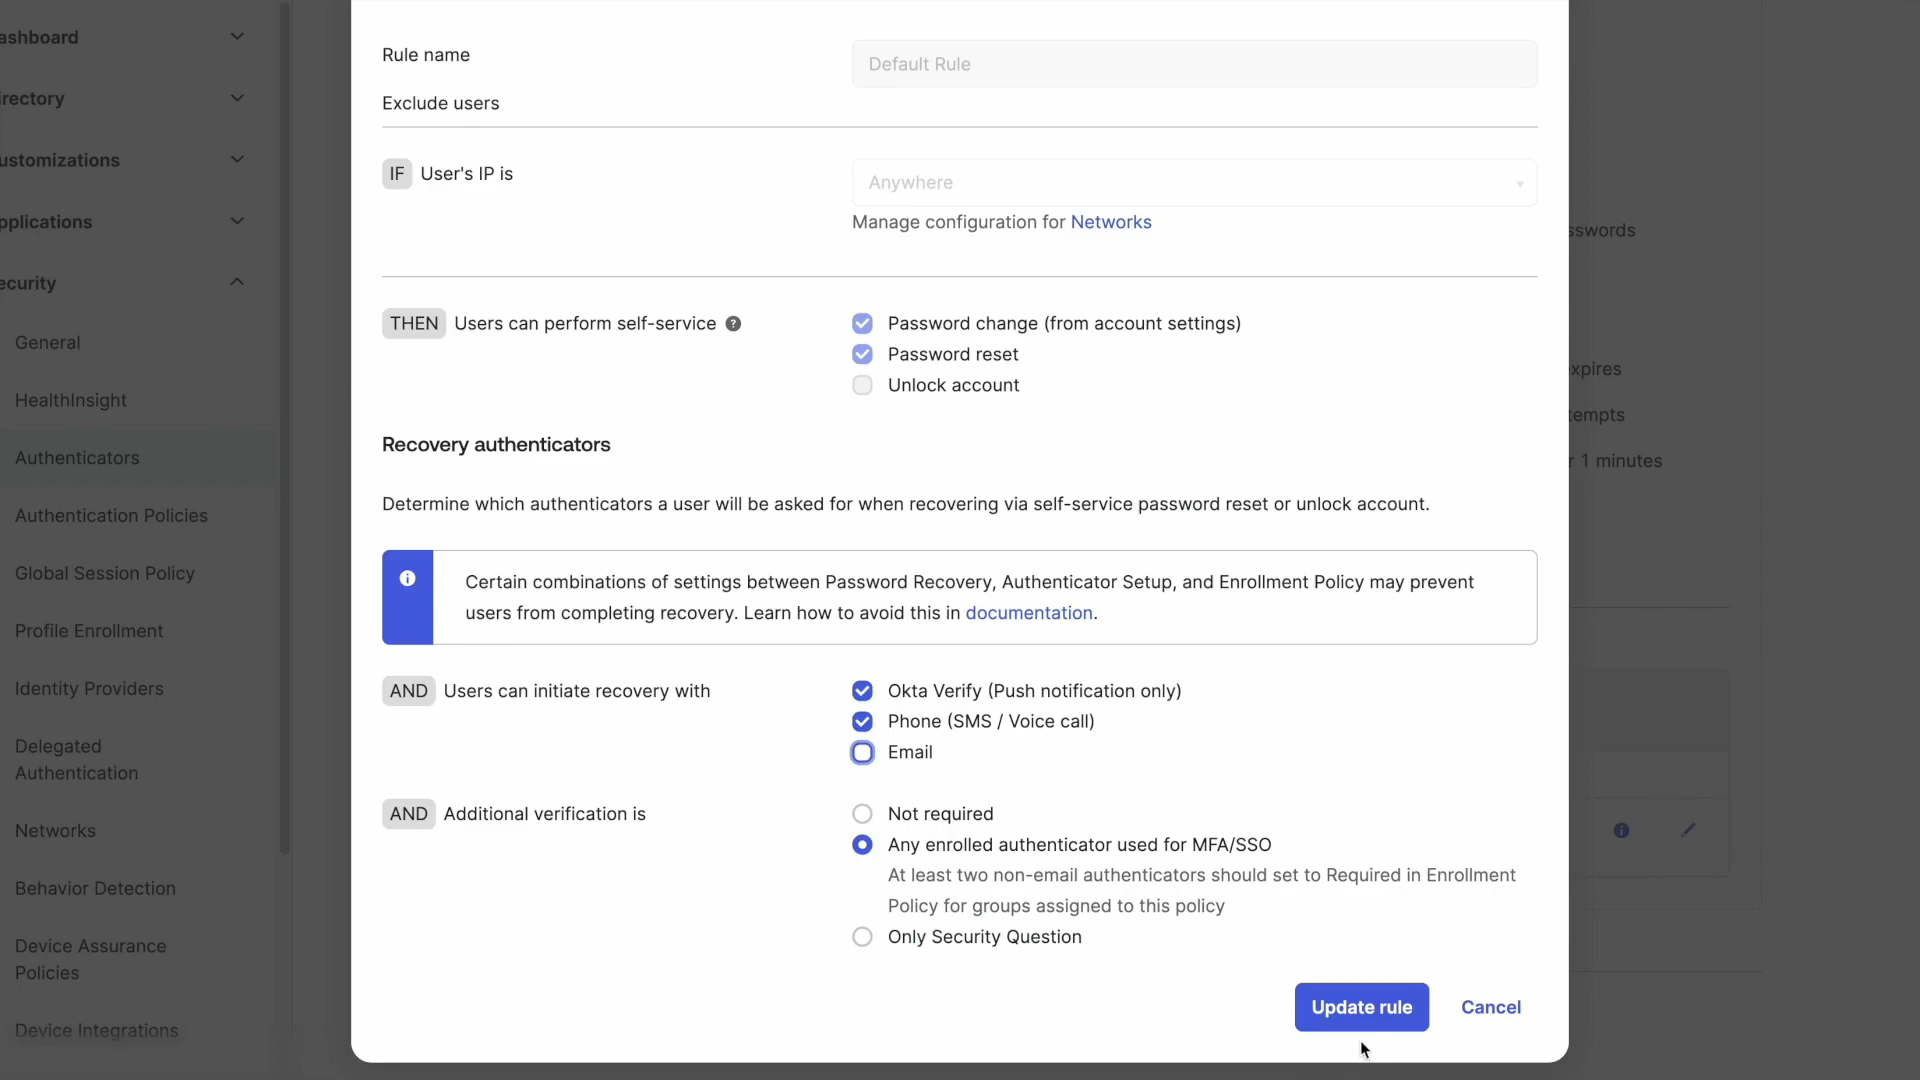 ashboard
irectory
ustomizations
pplications
ecurity
General
HealthInsight
Authenticators
Authentication Policies
Global Session Policy
Profile Enrollment
Identity Providers
Delegated
Authentication
Networks
Behavior Detection
Device Assurance
Policies
Device Integrations
Rule name
Default Rule
Exclude users
IF User's IP is
Anywhere
Manage configuration for Networks
THEN Users can perform self-service ?
Password change (from account settings)
Password reset
Unlock account
Recovery authenticators
Determine which authenticators a user will be asked for when recovering via self-service password reset or unlock account.
Certain combinations of settings between Password Recovery, Authenticator Setup, and Enrollment Policy may prevent
users from completing recovery. Learn how to avoid this in documentation.
AND Users can initiate recovery with
Okta Verify (Push notification only)
Phone (SMS / Voice call)
Email
AND Additional verification is
Not required
Any enrolled authenticator used for MFA/SSO
At least two non-email authenticators should set to Required in Enrollment
Policy for groups assigned to this policy
Only Security Question
Update rule
Cancel
sswords
xpires
tempts
r 1 minutes